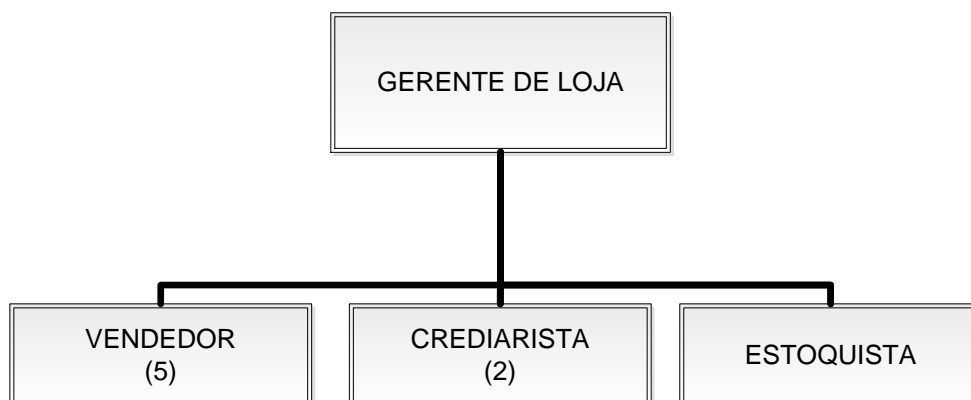 GERENTE DE LOJA
VENDEDOR
(5)
CREDIARISTA
(2)
ESTOQUISTA